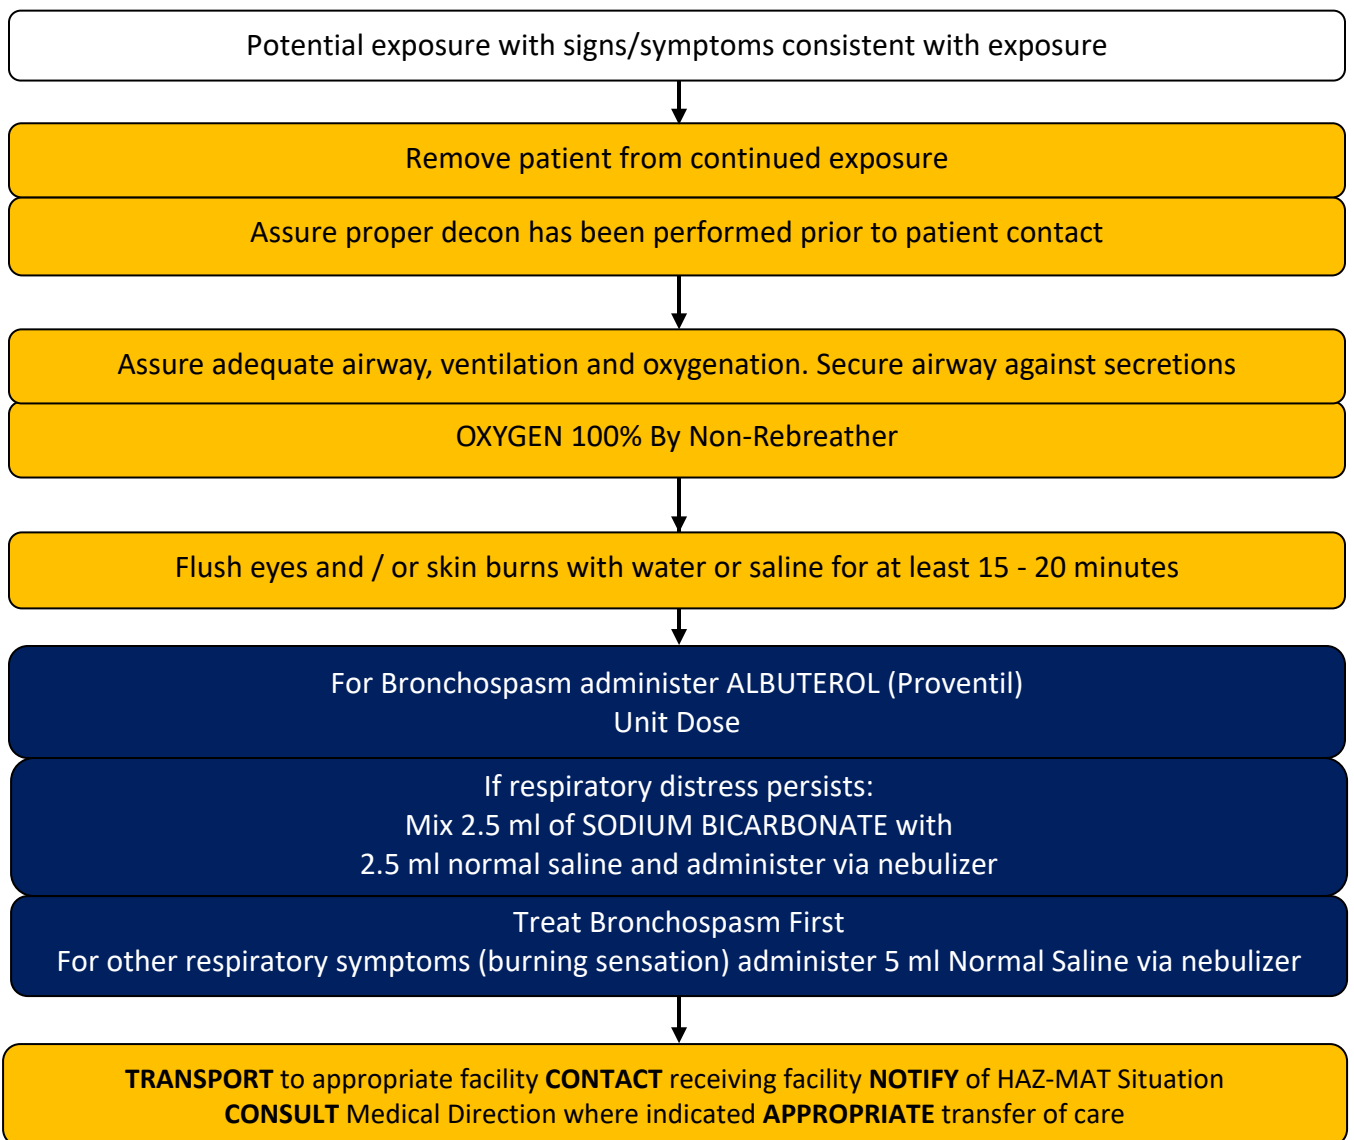 Potential exposure with signs/symptoms consistent with exposure
Remove patient from continued exposure
Assure proper decon has been performed prior to patient contact
Assure adequate airway, ventilation and oxygenation. Secure airway against secretions
OXYGEN 100% By Non-Rebreather
Flush eyes and / or skin burns with water or saline for at least 15 - 20 minutes
For Bronchospasm administer ALBUTEROL (Proventil)
Unit Dose
If respiratory distress persists:
Mix 2.5 ml of SODIUM BICARBONATE with
2.5 ml normal saline and administer via nebulizer
Treat Bronchospasm First
For other respiratory symptoms (burning sensation) administer 5 ml Normal Saline via nebulizer
TRANSPORT to appropriate facility CONTACT receiving facility NOTIFY of HAZ-MAT Situation
CONSULT Medical Direction where indicated APPROPRIATE transfer of care